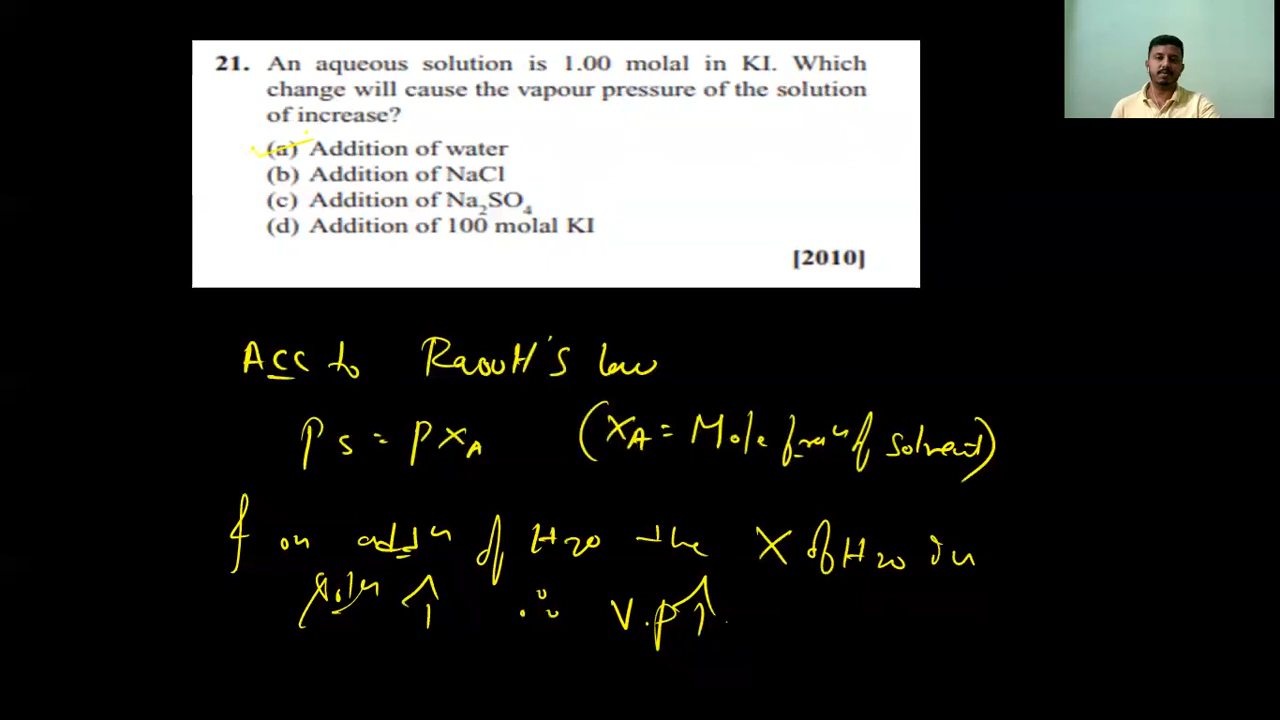 21. An aqueous solution is 1.00 molal in KI. Which
change will cause the vapour pressure of the solution
of increase?
(a) Addition of water
(b) Addition of NaCl
(c) Addition of Na₂SO₄
(d) Addition of 100 molal KI
[2010]
Acc to Raoult's law
Ps = P XA (XA = Mole fracⁿ of solvent)
& on addⁿ of H2O the X of H2O in
solⁿ ↑ ∴ V.P ↑.